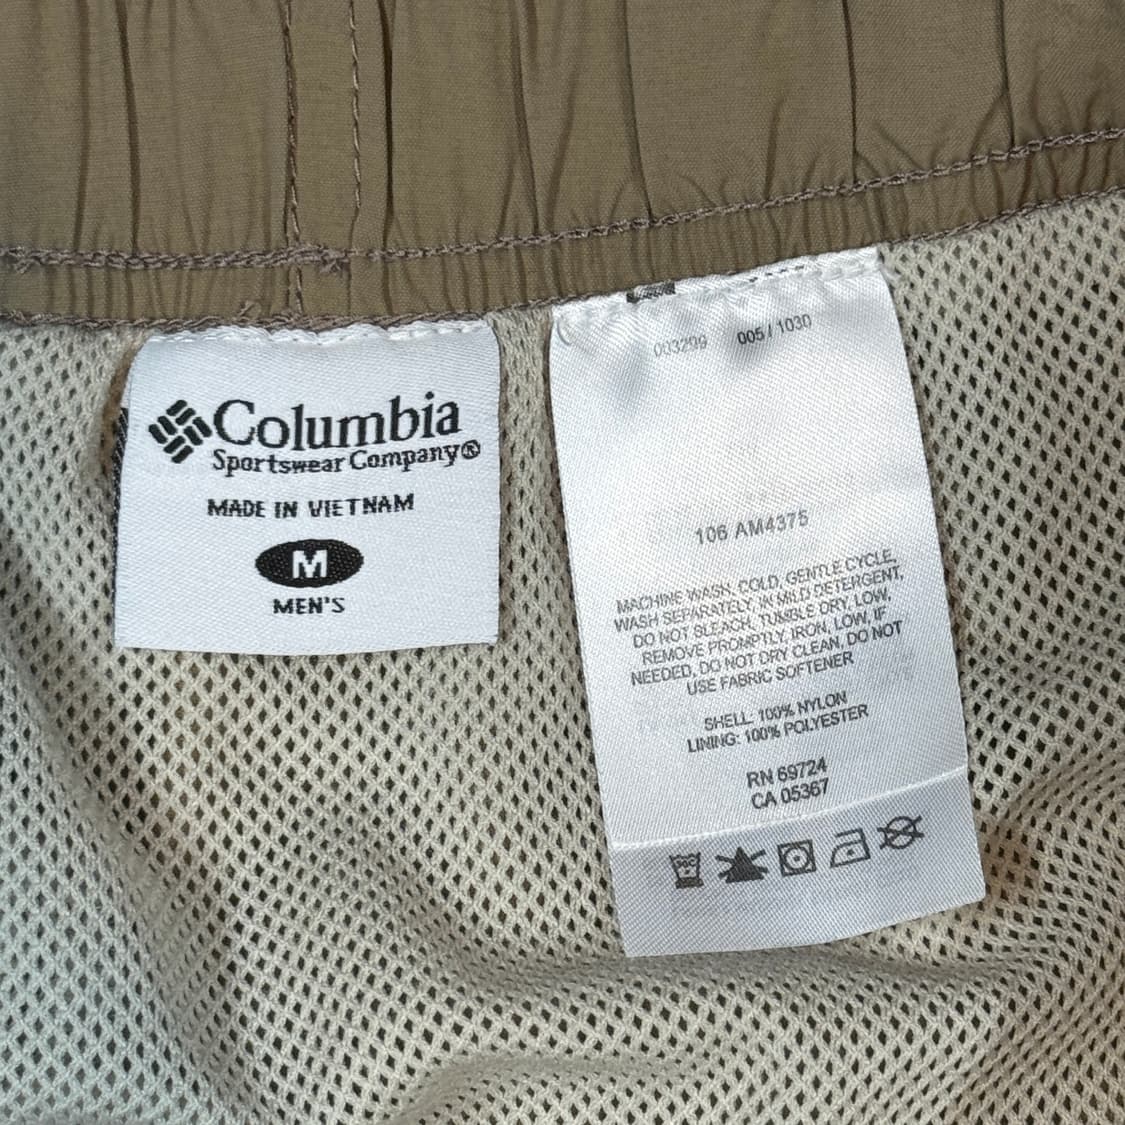 Columbia
Sportswear Company®
MADE IN VIETNAM
M
MEN'S
003299 005 / 1030
106 AM4375
MACHINE WASH, COLD, GENTLE CYCLE,
WASH SEPARATELY, IN MILD DETERGENT,
DO NOT BLEACH, TUMBLE DRY, LOW,
REMOVE PROMPTLY, IRON, LOW, IF
NEEDED, DO NOT DRY CLEAN, DO NOT
USE FABRIC SOFTENER
SHELL: 100% NYLON
LINING: 100% POLYESTER
RN 69724
CA 05367